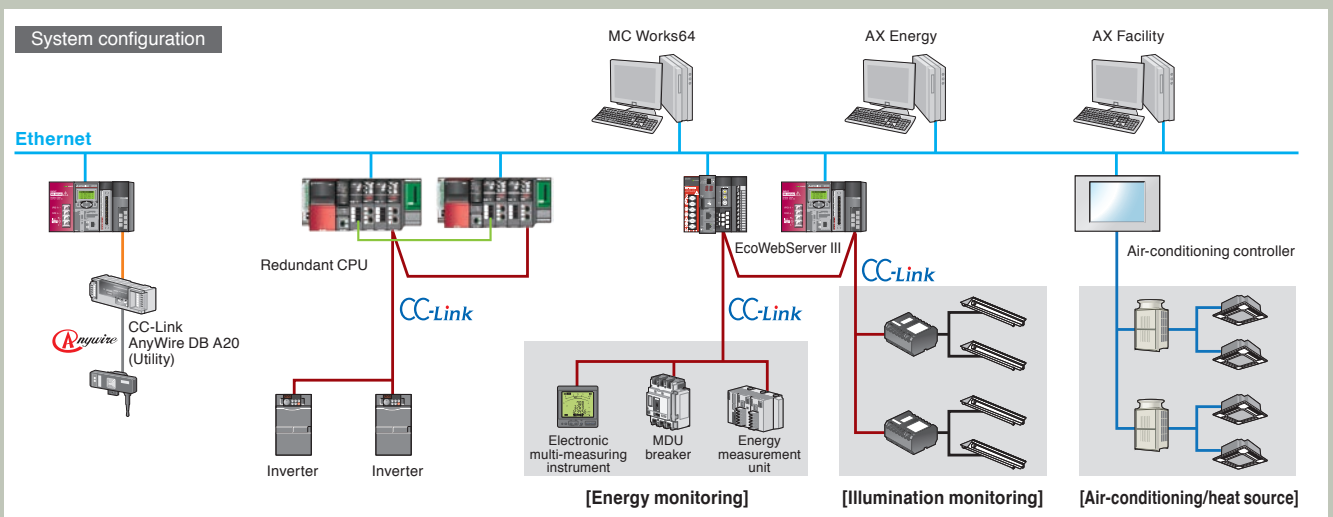 System configuration
MC Works64
AX Energy
AX Facility
Ethernet
Redundant CPU
EcoWebServer III
Air-conditioning controller
CC-Link
CC-Link
CC-Link
Anywire
CC-Link
AnyWire DB A20
(Utility)
Inverter
Inverter
Electronic
multi-measuring
instrument
MDU
breaker
Energy
measurement
unit
[Energy monitoring]
[Illumination monitoring]
[Air-conditioning/heat source]